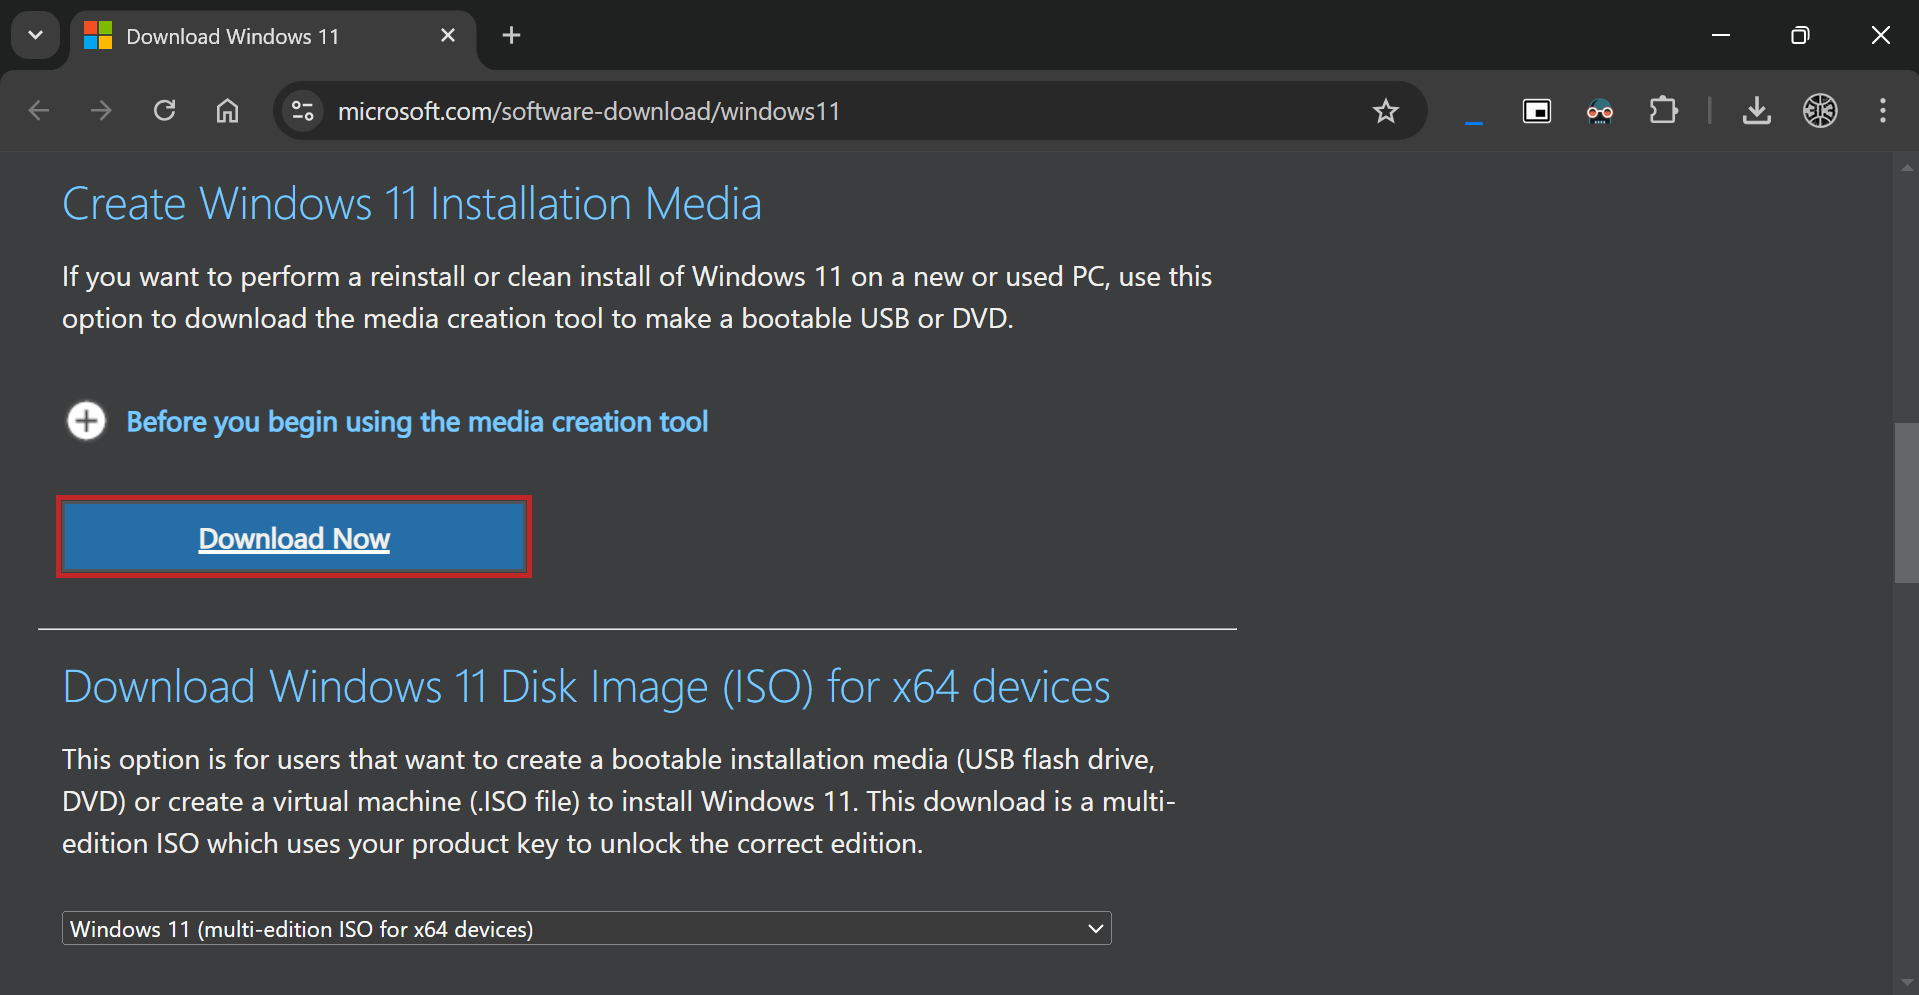 Download Windows 11
microsoft.com/software-download/windows11
Create Windows 11 Installation Media
If you want to perform a reinstall or clean install of Windows 11 on a new or used PC, use this
option to download the media creation tool to make a bootable USB or DVD.
Before you begin using the media creation tool
Download Now
Download Windows 11 Disk Image (ISO) for x64 devices
This option is for users that want to create a bootable installation media (USB flash drive,
DVD) or create a virtual machine (.ISO file) to install Windows 11. This download is a multi-
edition ISO which uses your product key to unlock the correct edition.
Windows 11 (multi-edition ISO for x64 devices)